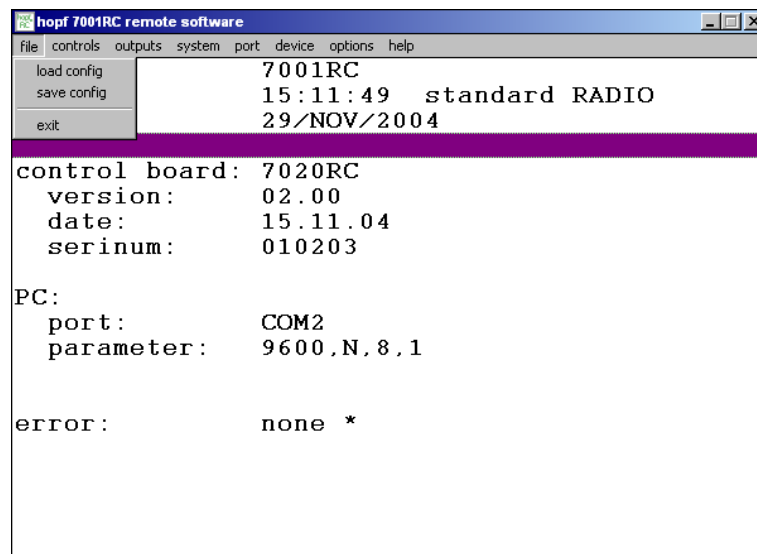 hopf RC
hopf 7001RC remote software
file controls outputs system port device options help
load config
save config
exit
7001RC
15:11:49 standard RADIO
29/NOV/2004
control board: 7020RC
version: 02.00
date: 15.11.04
serinum: 010203
PC:
port: COM2
parameter: 9600,N,8,1
error: none *